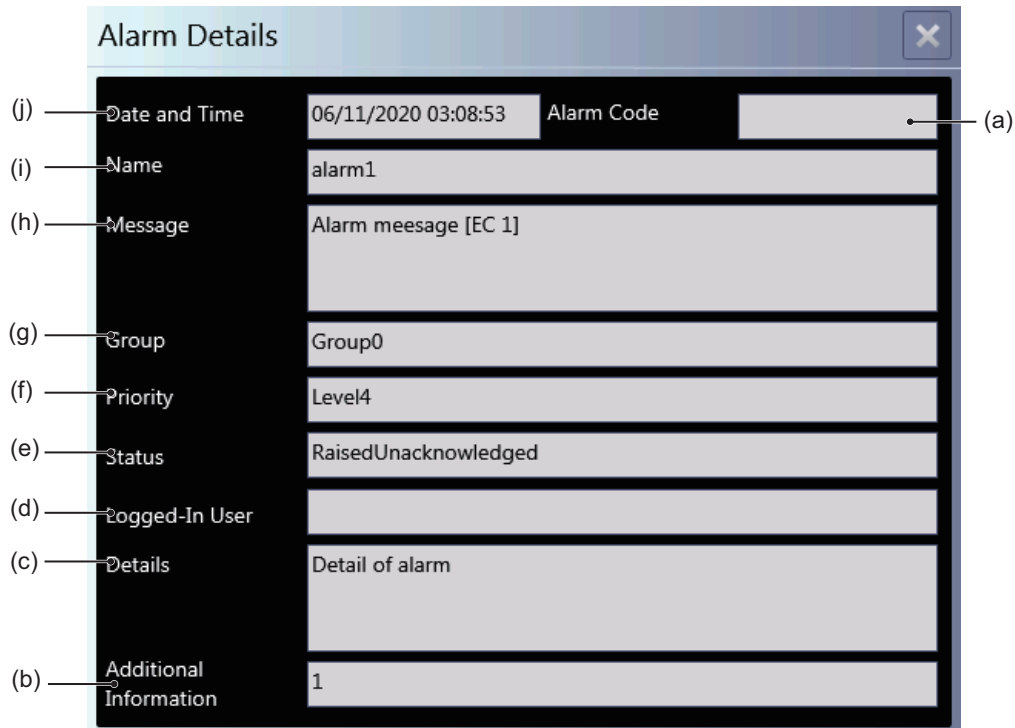 Alarm Details
(j) Date and Time 06/11/2020 03:08:53 Alarm Code (a)
(i) Name alarm1
(h) Message Alarm meesage [EC 1]
(g) Group Group0
(f) Priority Level4
(e) Status RaisedUnacknowledged
(d) Logged-In User
(c) Details Detail of alarm
(b) Additional
Information 1